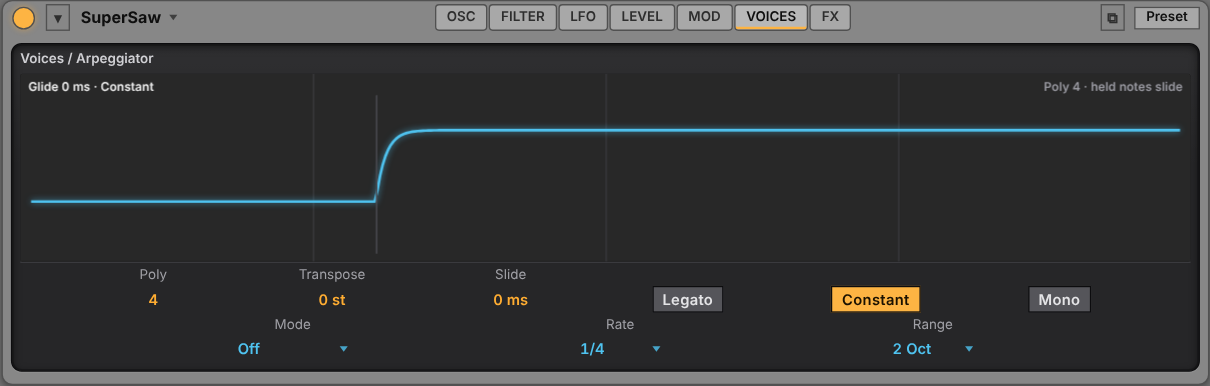 SuperSaw
OSC FILTER LFO LEVEL MOD VOICES FX
Preset
Voices / Arpeggiator
Glide 0 ms · Constant
Poly 4 · held notes slide
Poly Transpose Slide
4 0 st 0 ms Legato Constant Mono
Mode Rate Range
Off 1/4 2 Oct